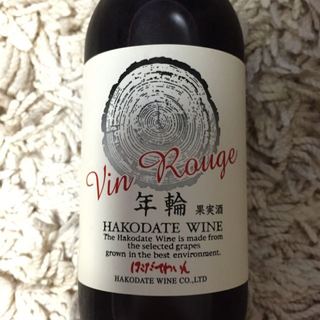 Vin Rouge
年輪 果実酒
HAKODATE WINE
The Hakodate Wine is made from
the selected grapes
grown in the best environment.
はこだてわいん
HAKODATE WINE CO.,LTD